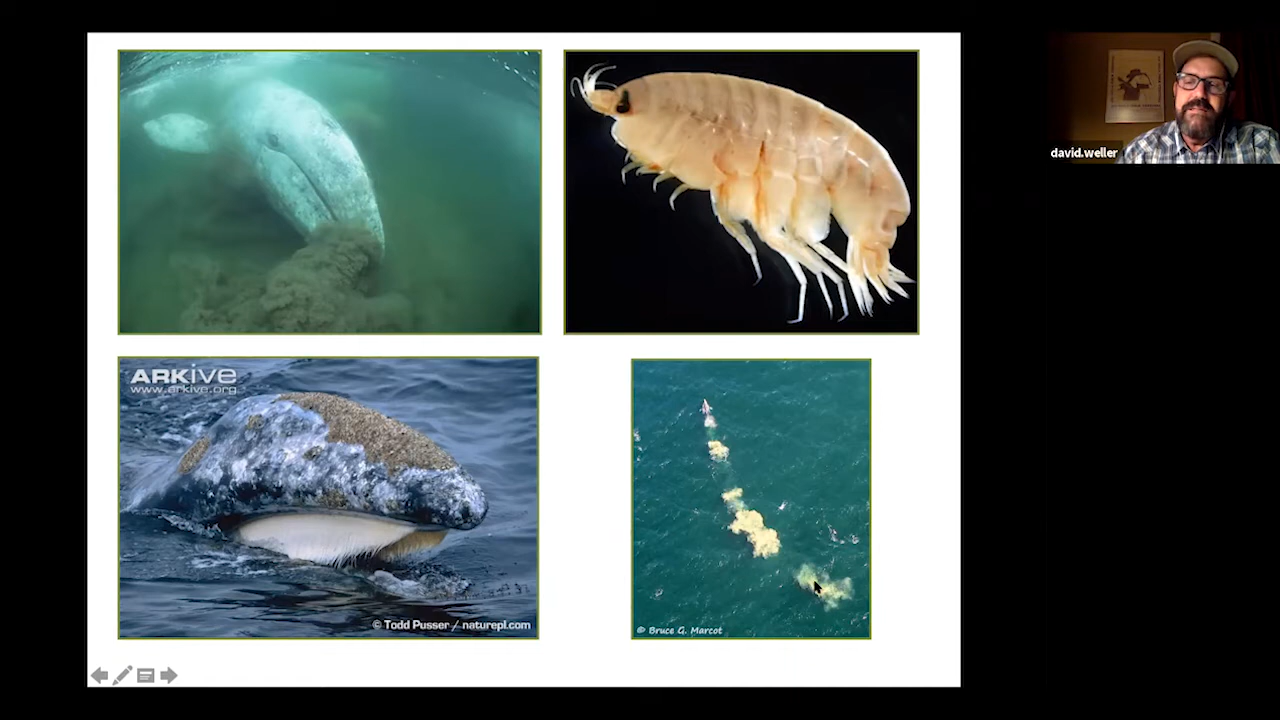 david.weller
ARKive
www.arkive.org
© Todd Pusser / naturepl.com
© Bruce G. Marcot